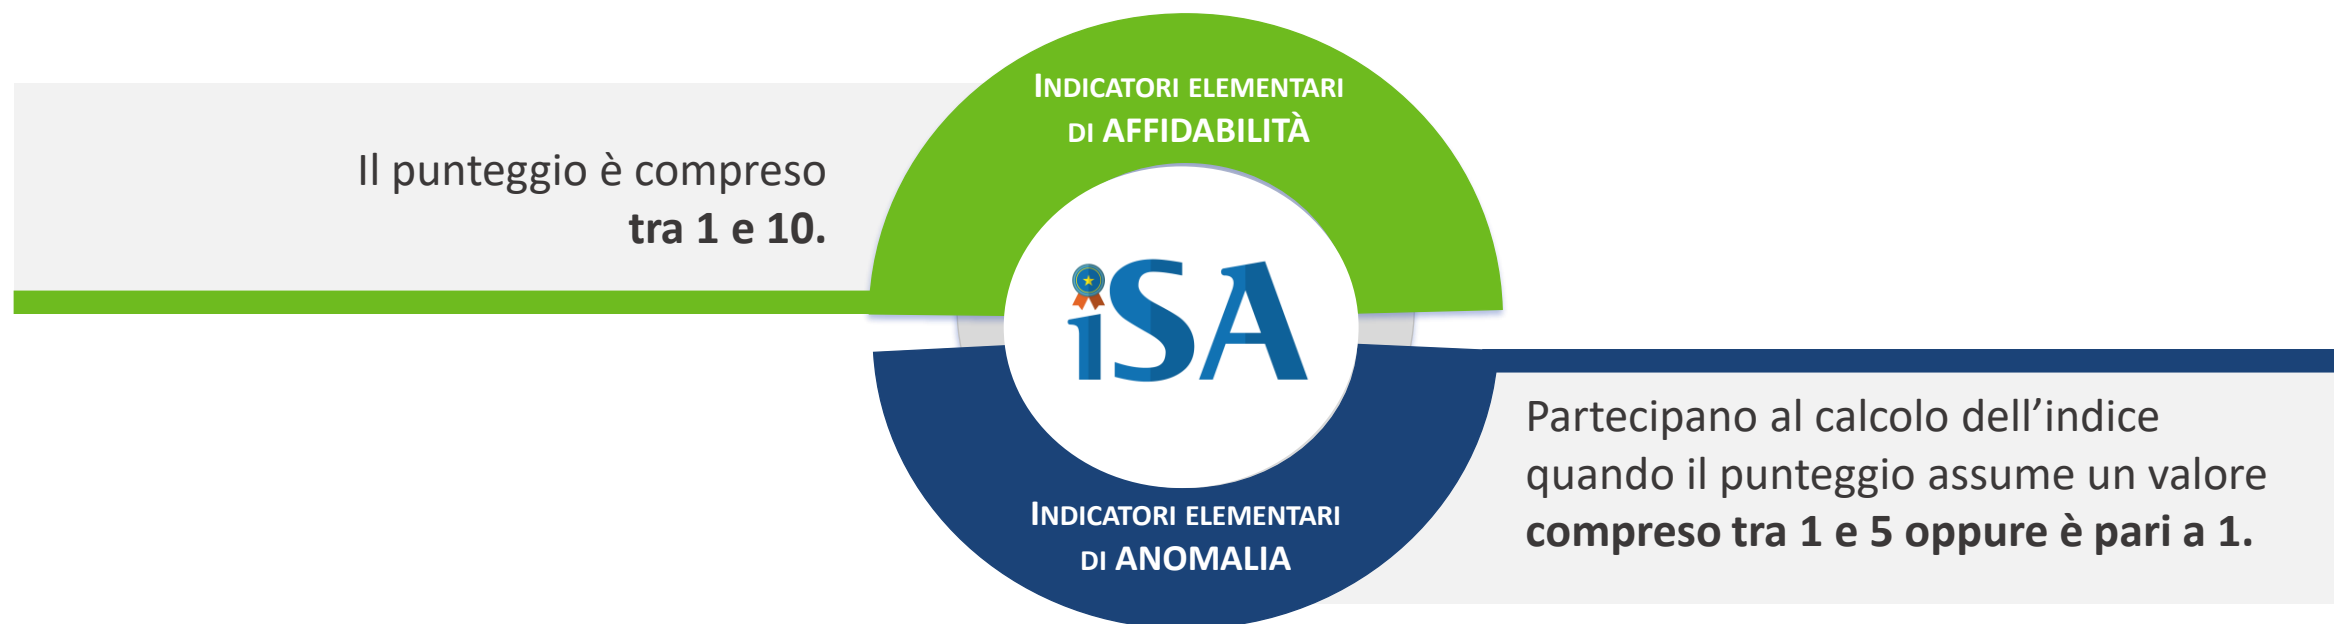 INDICATORI ELEMENTARI
DI AFFIDABILITÀ
Il punteggio è compreso
tra 1 e 10.
iSA
Partecipano al calcolo dell’indice
quando il punteggio assume un valore
compreso tra 1 e 5 oppure è pari a 1.
INDICATORI ELEMENTARI
DI ANOMALIA